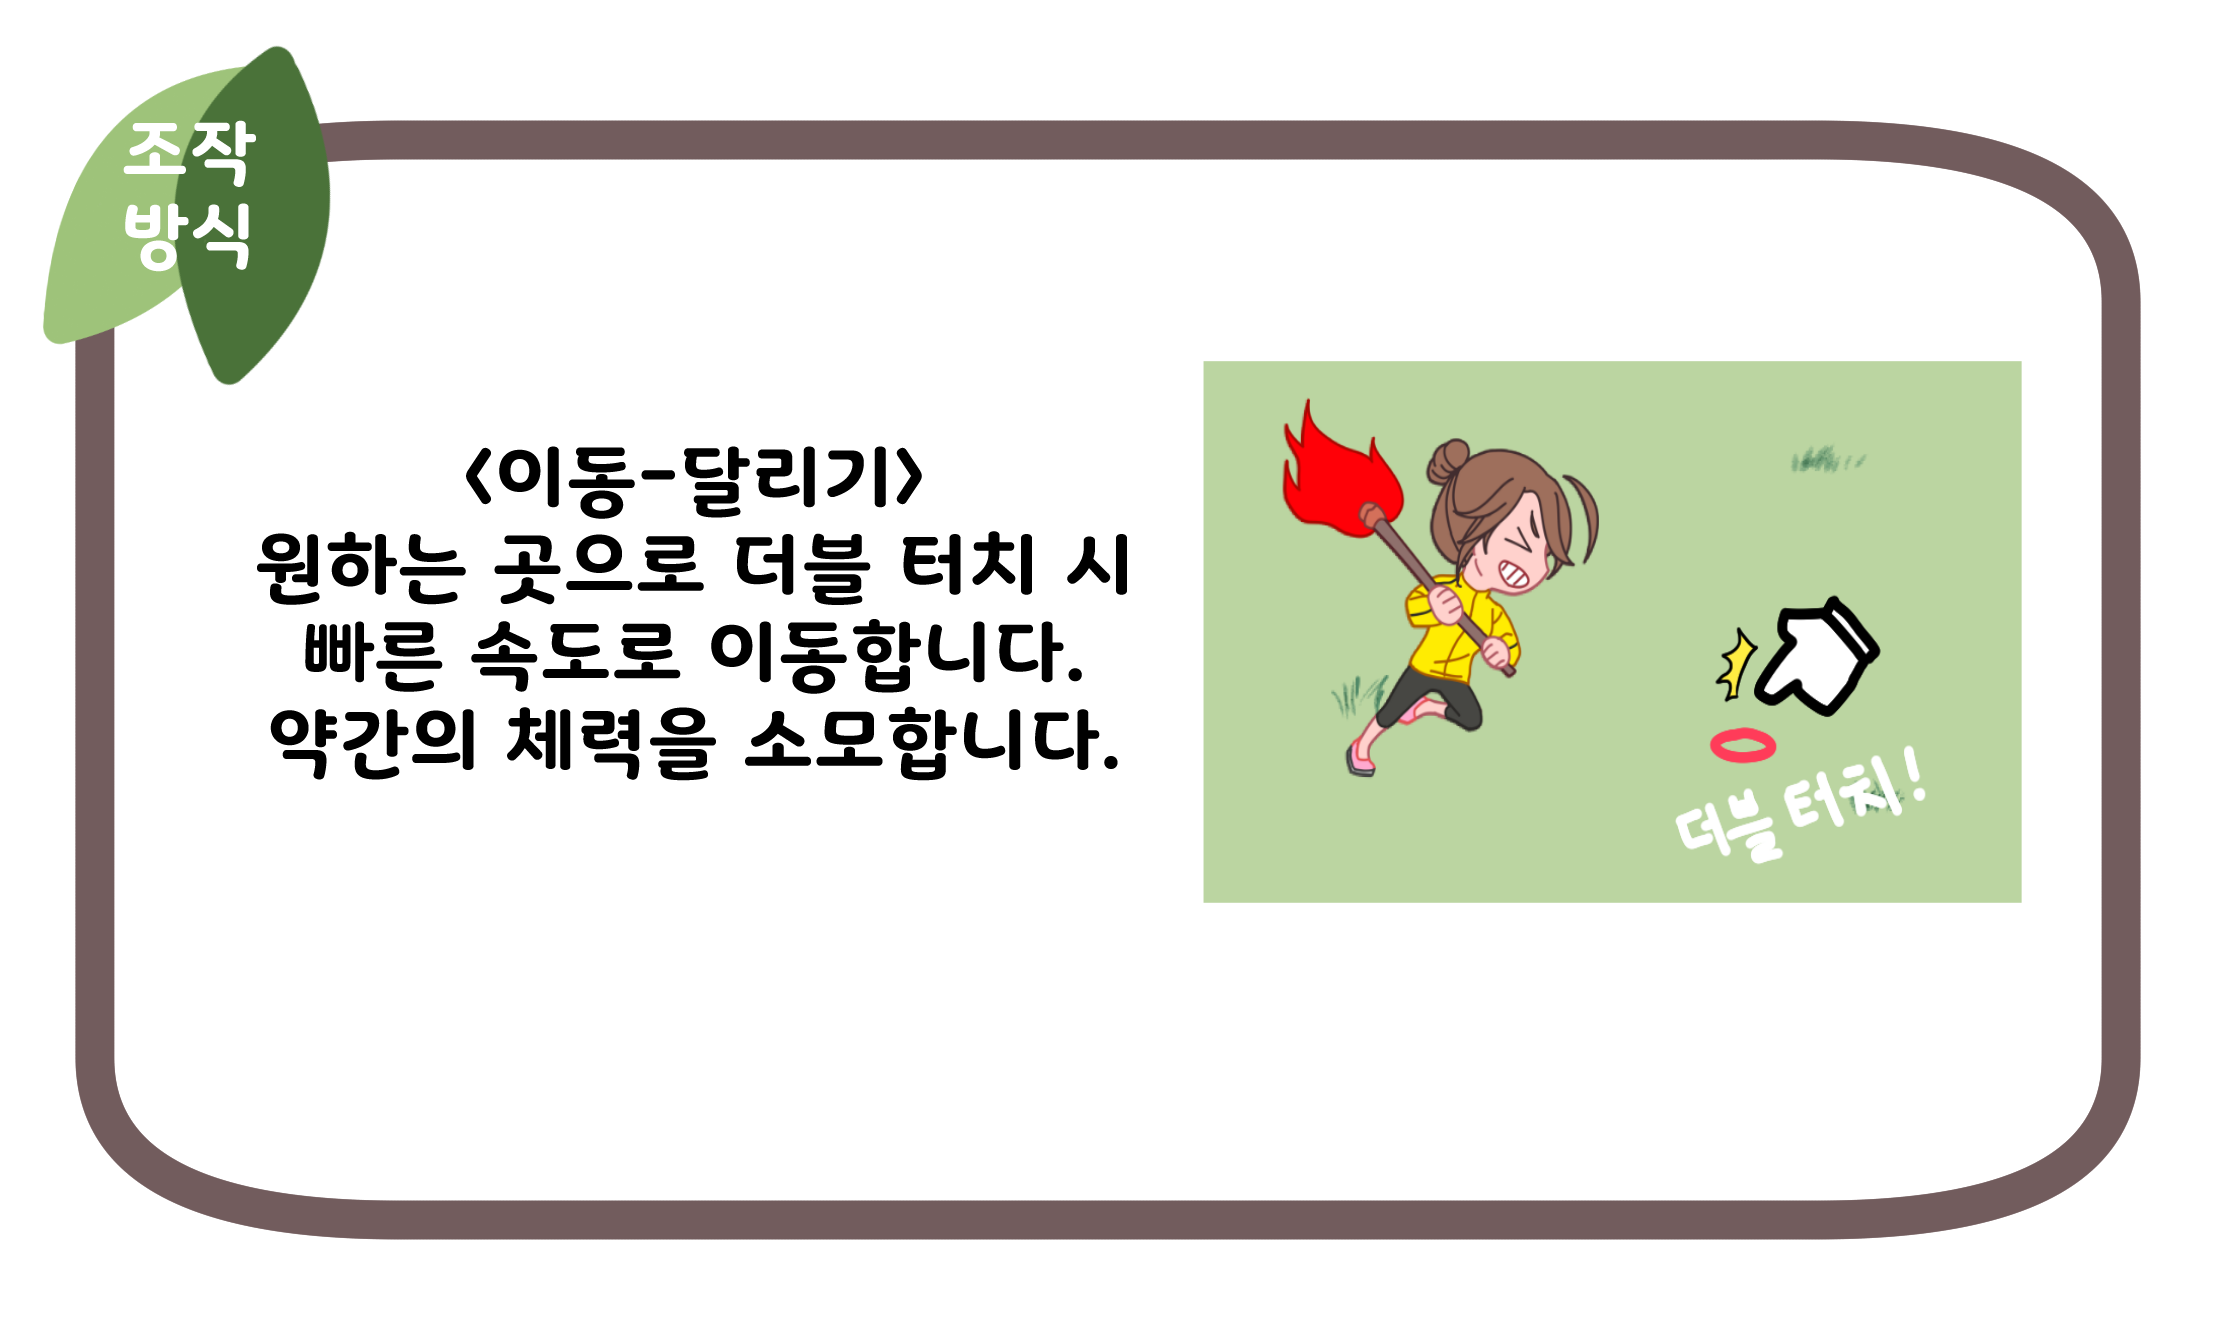 조작
방식
<이동-달리기>
원하는 곳으로 더블 터치 시
빠른 속도로 이동합니다.
약간의 체력을 소모합니다.
더블 터치!